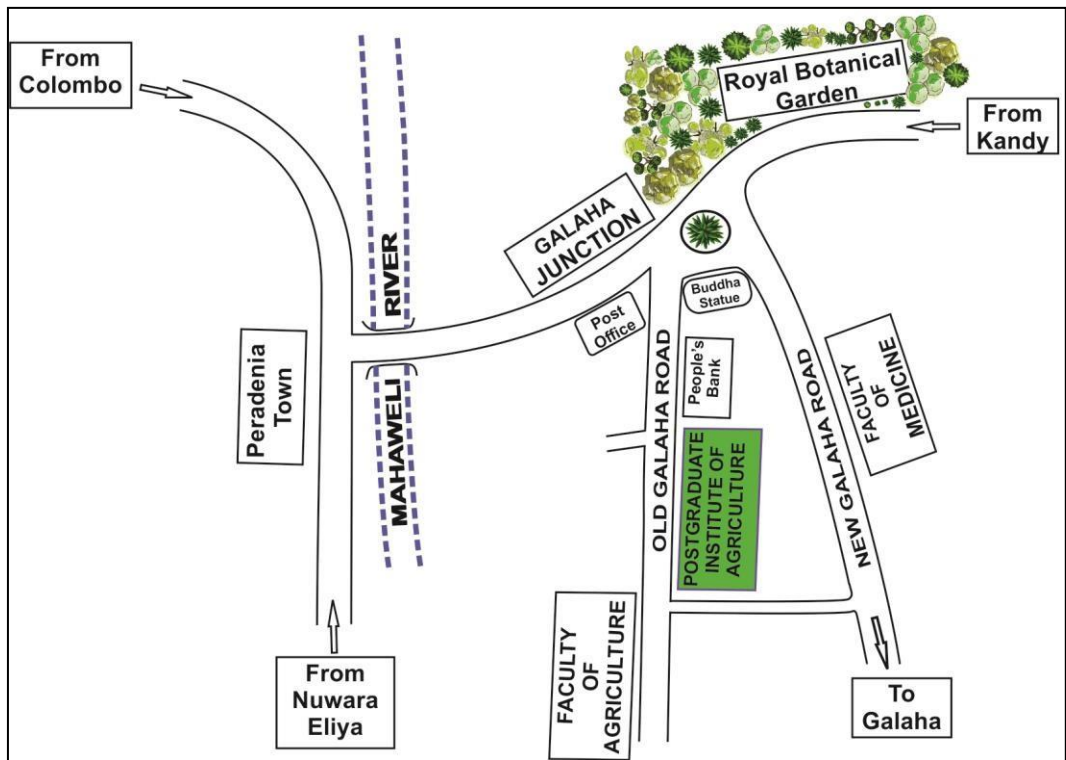 From
Colombo
Royal Botanical
Garden
From
Kandy
GALAHA
JUNCTION
RIVER
Buddha
Statue
Post
Office
People's
Bank
Peradenia
Town
MAHAWELI
OLD GALAHA ROAD
POSTGRADUATE
INSTITUTE OF
AGRICULTURE
NEW GALAHA ROAD
FACULTY
OF
MEDICINE
FACULTY
OF
AGRICULTURE
From
Nuwara
Eliya
To
Galaha